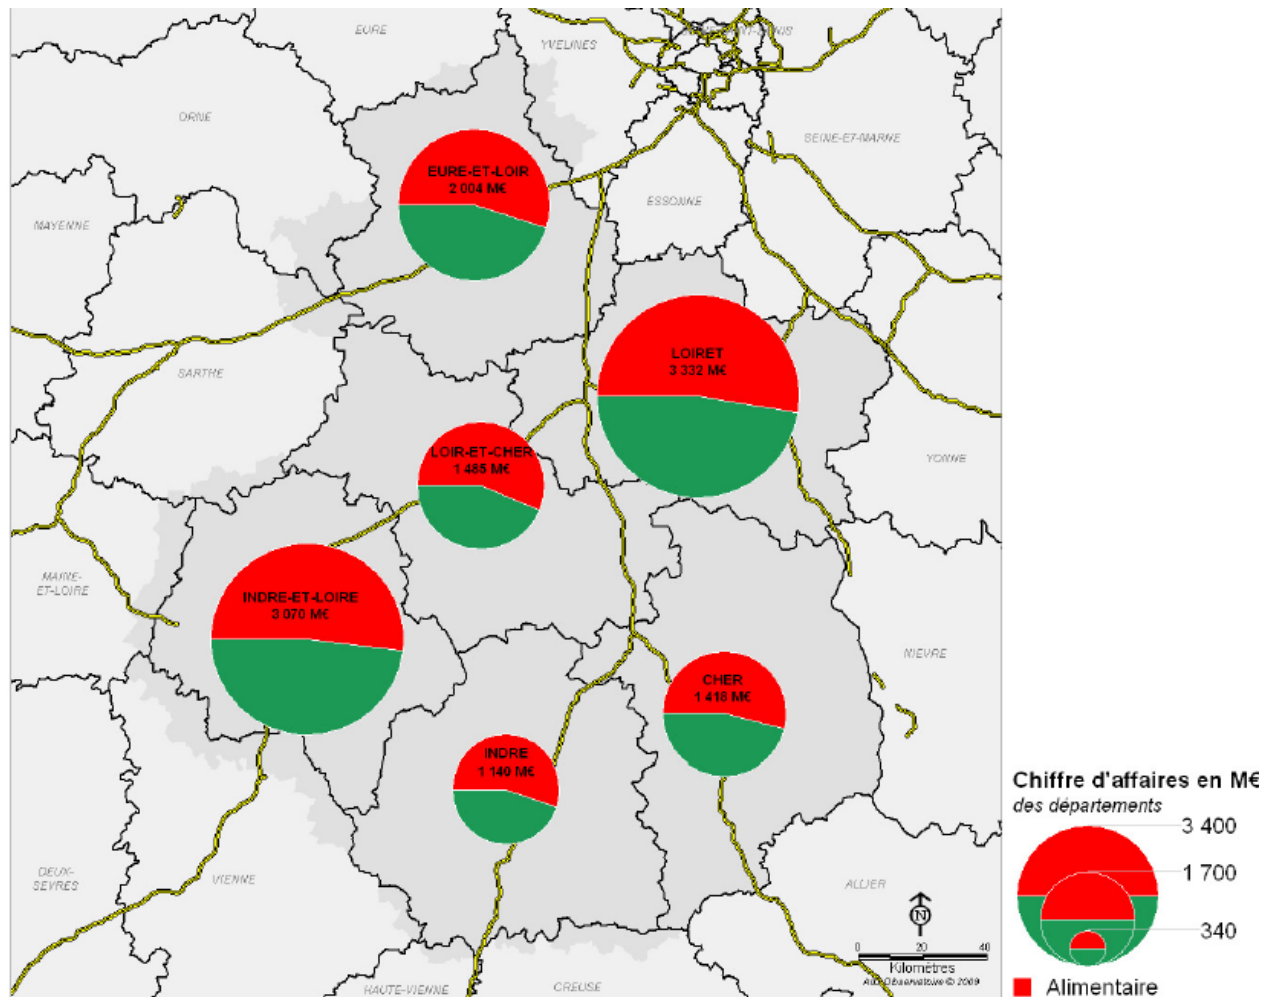 EURE
YVELINES
ORNE
SEINE-ET-MARNE
EURE-ET-LOIR
2 004 M€
ESSONNE
MAYENNE
LOIRET
3 332 M€
SARTHE
LOIR-ET-CHER
1 485 M€
YONNE
MAINE-
ET-LOIRE
INDRE-ET-LOIRE
3 070 M€
NIEVRE
CHER
1 418 M€
INDRE
1 140 M€
Chiffre d'affaires en M€
des départements
3 400
1 700
340
DEUX-
SEVRES
VIENNE
ALLIER
N
0 20 40
Kilomètres
Observatoire © 2009
HAUTE-VIENNE
CREUSE
Alimentaire